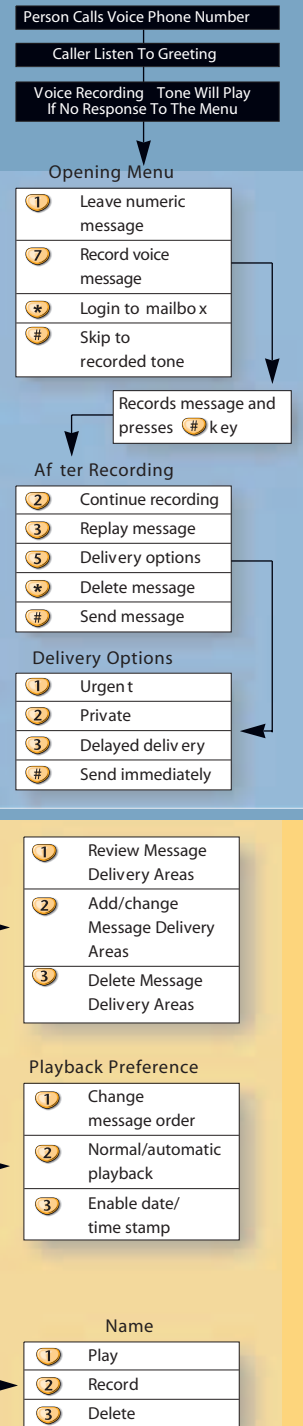 Person Calls Voice Phone Number
Caller Listen To Greeting
Voice Recording Tone Will Play
If No Response To The Menu
Opening Menu
1 Leave numeric
message
7 Record voice
message
* Login to mailbo x
# Skip to
recorded tone
Records message and
presses # k ey
Af ter Recording
2 Continue recording
3 Replay message
5 Delivery options
* Delete message
# Send message
Delivery Options
1 Urgen t
2 Private
3 Delayed deliv ery
# Send immediately
1 Review Message
Delivery Areas
2 Add/change
Message Delivery
Areas
3 Delete Message
Delivery Areas
Playback Preference
1 Change
message order
2 Normal/automatic
playback
3 Enable date/
time stamp
Name
1 Play
2 Record
3 Delete